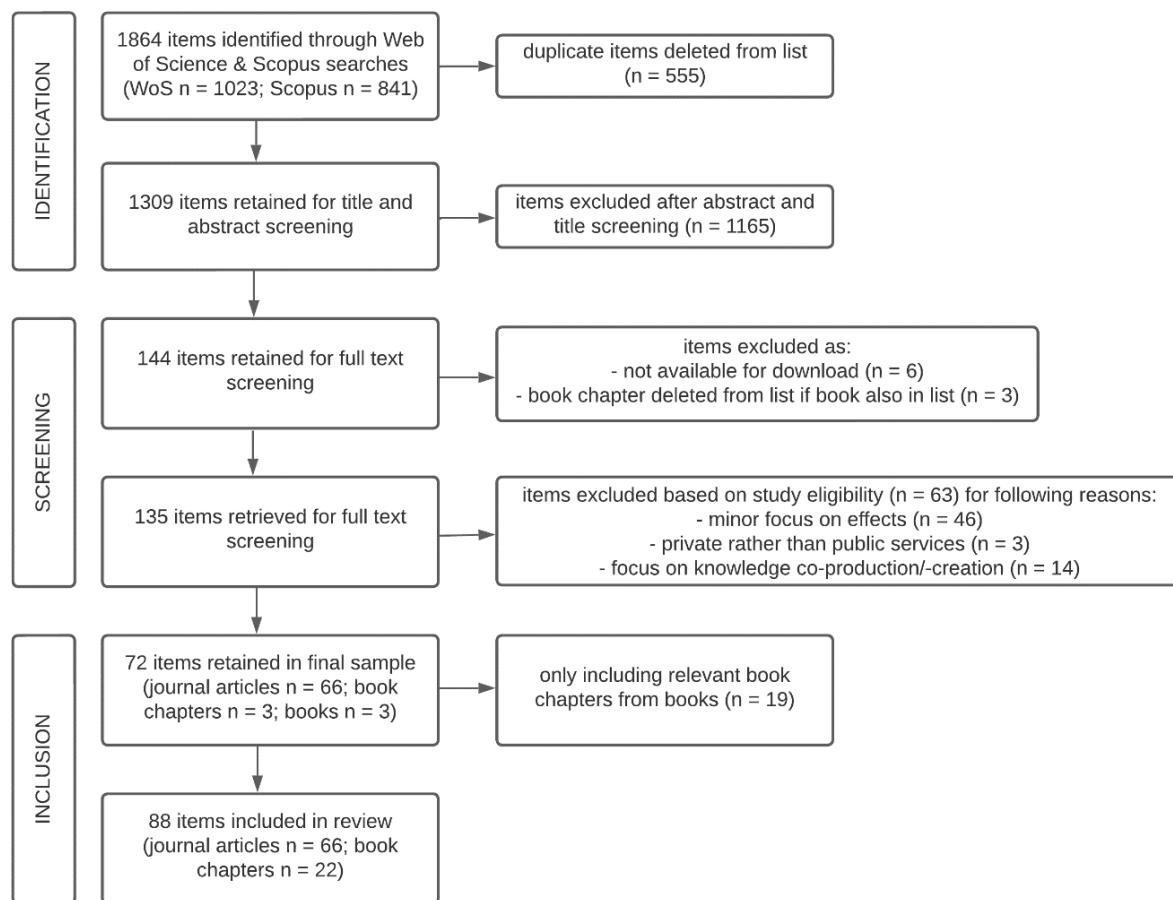 IDENTIFICATION
1864 items identified through Web
of Science & Scopus searches
(WoS n = 1023; Scopus n = 841)
duplicate items deleted from list
(n = 555)
1309 items retained for title and
abstract screening
items excluded after abstract and
title screening (n = 1165)
SCREENING
144 items retained for full text
screening
items excluded as:
- not available for download (n = 6)
- book chapter deleted from list if book also in list (n = 3)
135 items retrieved for full text
screening
items excluded based on study eligibility (n = 63) for following reasons:
- minor focus on effects (n = 46)
- private rather than public services (n = 3)
- focus on knowledge co-production/-creation (n = 14)
INCLUSION
72 items retained in final sample
(journal articles n = 66; book
chapters n = 3; books n = 3)
only including relevant book
chapters from books (n = 19)
88 items included in review
(journal articles n = 66; book
chapters n = 22)